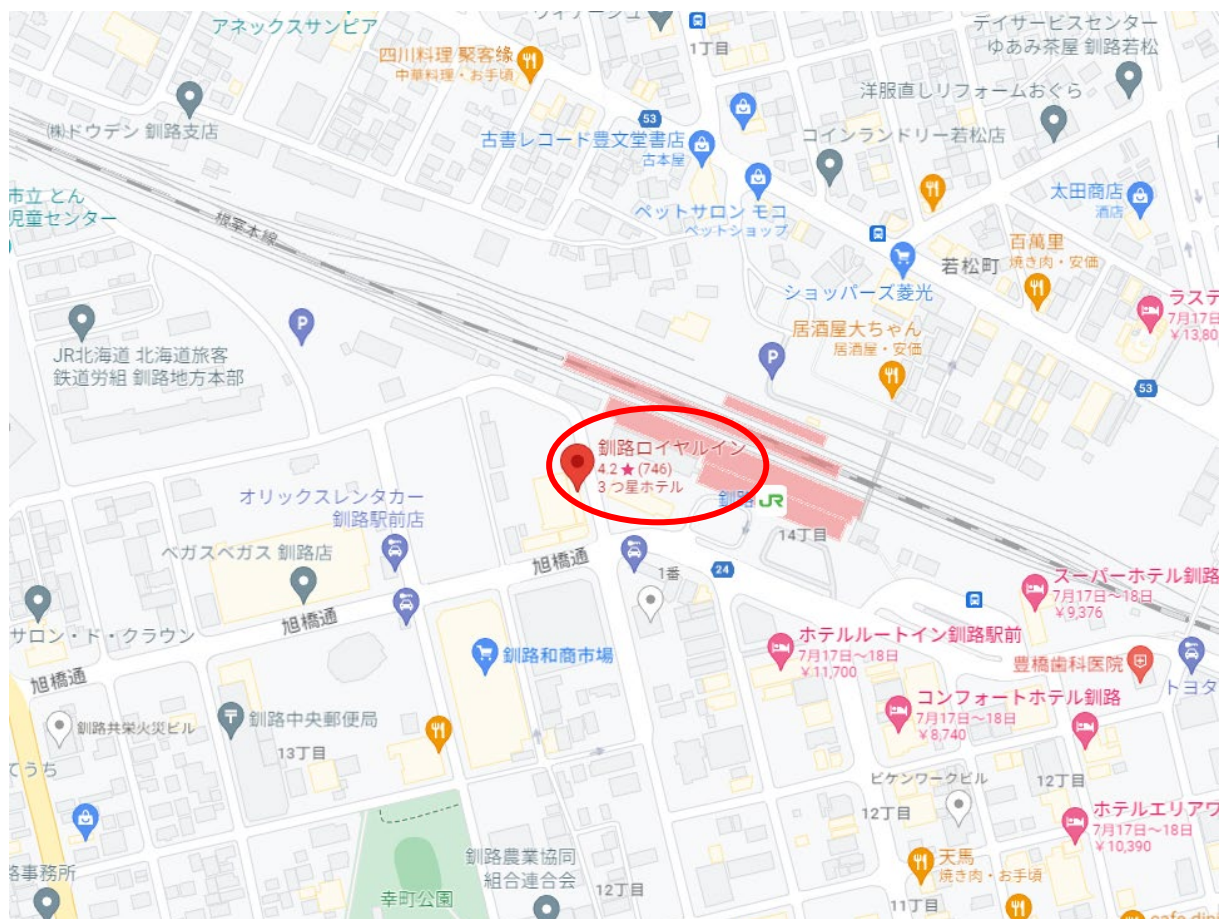 アネックスサンピア
1丁目
デイサービスセンター
ゆあみ茶屋 釧路若松
四川料理 聚客缘
中華料理・お手頃
洋服直しリフォームおぐら
㈱ドウデン 釧路支店
53
古書レコード豊文堂書店
古本屋
コインランドリー若松店
市立 とん
児童センター
根室本線
ペットサロン モコ
ペットショップ
太田商店
酒店
百萬里
焼き肉・安価
若松町
ショッパーズ菱光
ラステ
7月17日
￥13,80
P
P
JR北海道 北海道旅客
鉄道労組 釧路地方本部
居酒屋大ちゃん
居酒屋・安価
53
釧路ロイヤルイン
4.2 ★ (746)
3 つ星ホテル
釧路 JR
14丁目
オリックスレンタカー
釧路駅前店
ベガスベガス 釧路店
旭橋通
1番
24
スーパーホテル釧路
7月17日～18日
￥9,376
サロン・ド・クラウン
旭橋通
釧路和商市場
ホテルルートイン釧路駅前
7月17日～18日
￥11,700
豊橋歯科医院
トヨタ
旭橋通
釧路共栄火災ビル
釧路中央郵便局
コンフォートホテル釧路
7月17日～18日
￥8,740
13丁目
てうち
ビケンワークビル
12丁目
12丁目
ホテルエリアワ
7月17日～18日
￥10,390
路事務所
幸町公園
釧路農業協同
組合連合会
12丁目
天馬
焼き肉・お手頃
11丁目